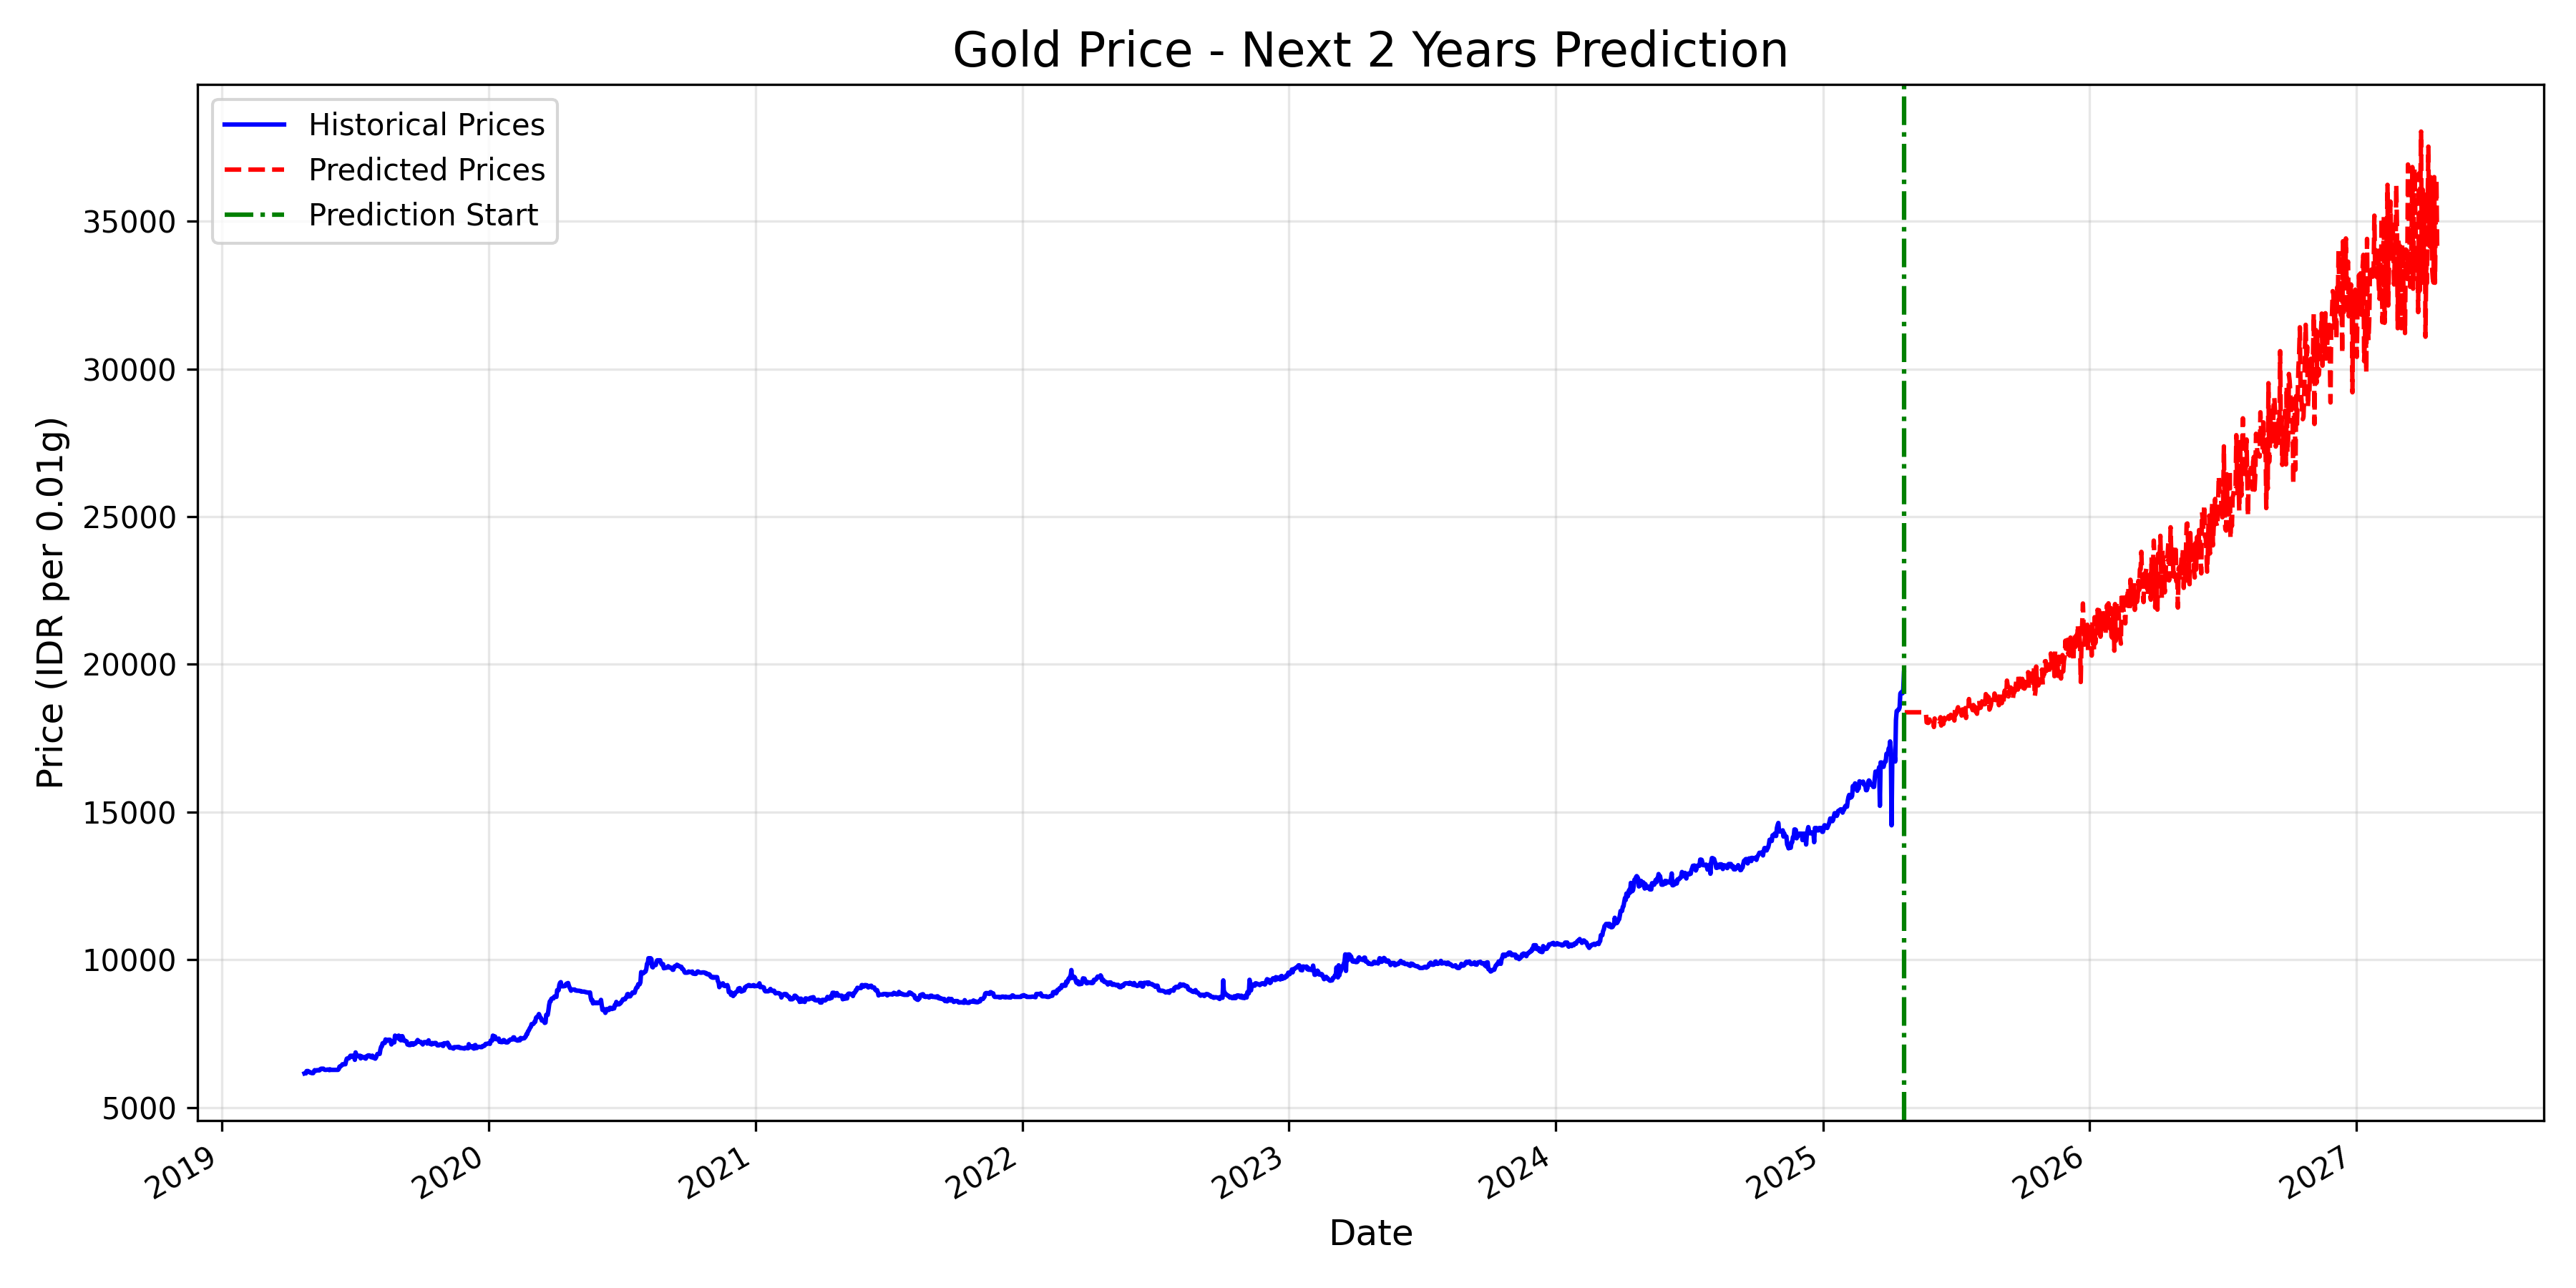 Gold Price - Next 2 Years Prediction
Historical Prices
Predicted Prices
Prediction Start
Price (IDR per 0.01g)
35000
30000
25000
20000
15000
10000
5000
2019
2020
2021
2022
2023
2024
2025
2026
2027
Date